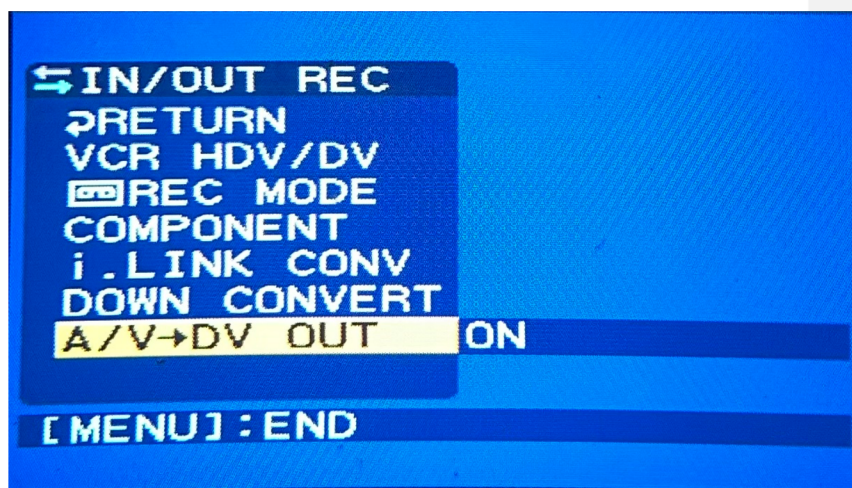 IN/OUT REC
RETURN
VCR HDV/DV
REC MODE
COMPONENT
i.LINK CONV
DOWN CONVERT
A/V→DV OUT ON
[MENU]:END